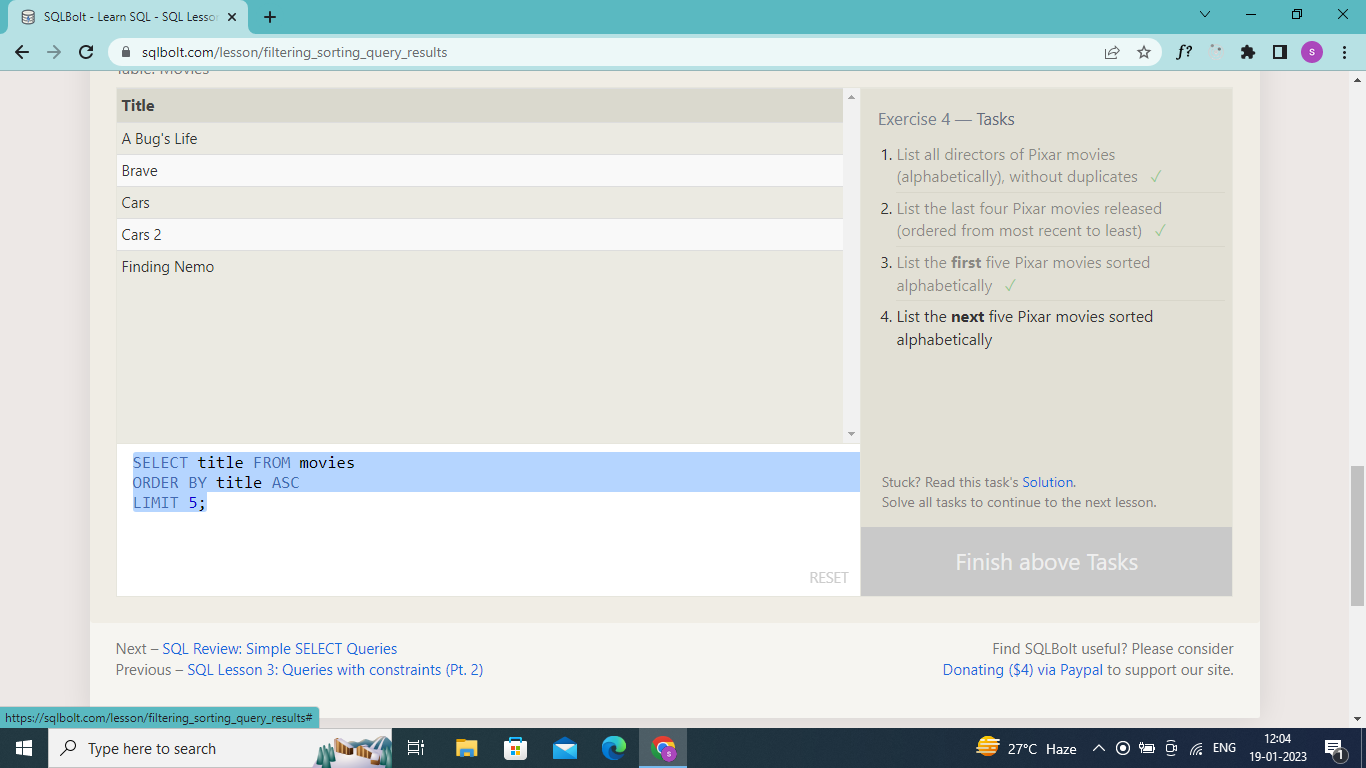 SQLBolt - Learn SQL - SQL Lesson
sqlbolt.com/lesson/filtering_sorting_query_results
f?
s
Table: Movies
Title
A Bug's Life
Brave
Cars
Cars 2
Finding Nemo
SELECT title FROM movies
ORDER BY title ASC
LIMIT 5;
RESET
Exercise 4 — Tasks
1. List all directors of Pixar movies
(alphabetically), without duplicates ✓
2. List the last four Pixar movies released
(ordered from most recent to least) ✓
3. List the first five Pixar movies sorted
alphabetically ✓
4. List the next five Pixar movies sorted
alphabetically
Stuck? Read this task's Solution.
Solve all tasks to continue to the next lesson.
Finish above Tasks
Next – SQL Review: Simple SELECT Queries
Previous – SQL Lesson 3: Queries with constraints (Pt. 2)
Find SQLBolt useful? Please consider
Donating ($4) via Paypal to support our site.
https://sqlbolt.com/lesson/filtering_sorting_query_results#
Type here to search
s
27°C Haze
ENG
12:04
19-01-2023
1